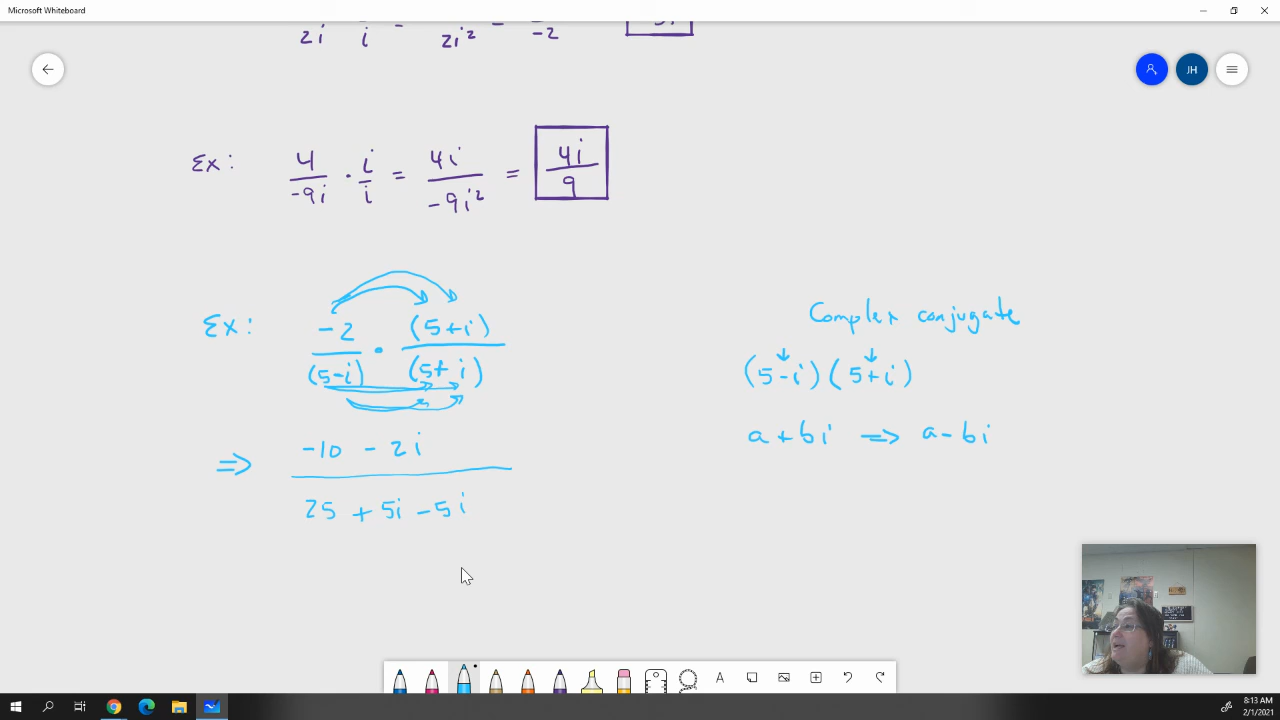 Microsoft Whiteboard
2i i = 2i² = -2
JH
Ex: 4/-9i · i/i = 4i/-9i² = 4i/9
Ex: -2/(5-i) · (5+i)/(5+i)
Complex conjugate
(5-i)(5+i)
a+bi ⇒ a-bi
⇒ -10 - 2i
25 + 5i - 5i
A
8:13 AM
2/1/2021